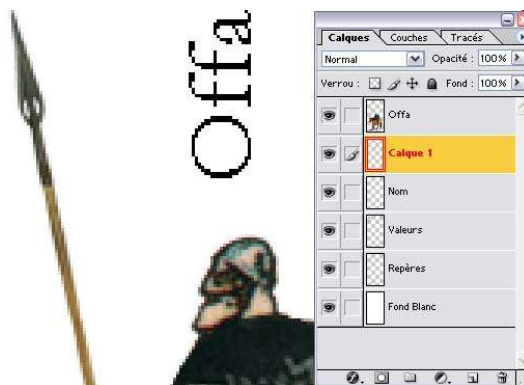 Offa
Calques Couches Tracés
Normal Opacité : 100%
Verrou : Fond : 100%
Offa
Calque 1
Nom
Valeurs
Repères
Fond Blanc